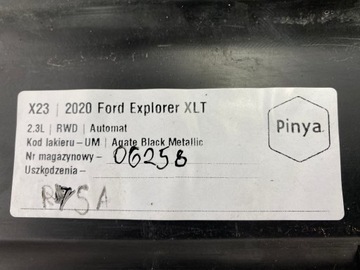 X23 | 2020 Ford Explorer XLT
2.3L | RWD | Automat
Kod lakieru - UM | Agate Black Metallic
Nr magazynowy - 06258
Uszkodzenia -
Pinya